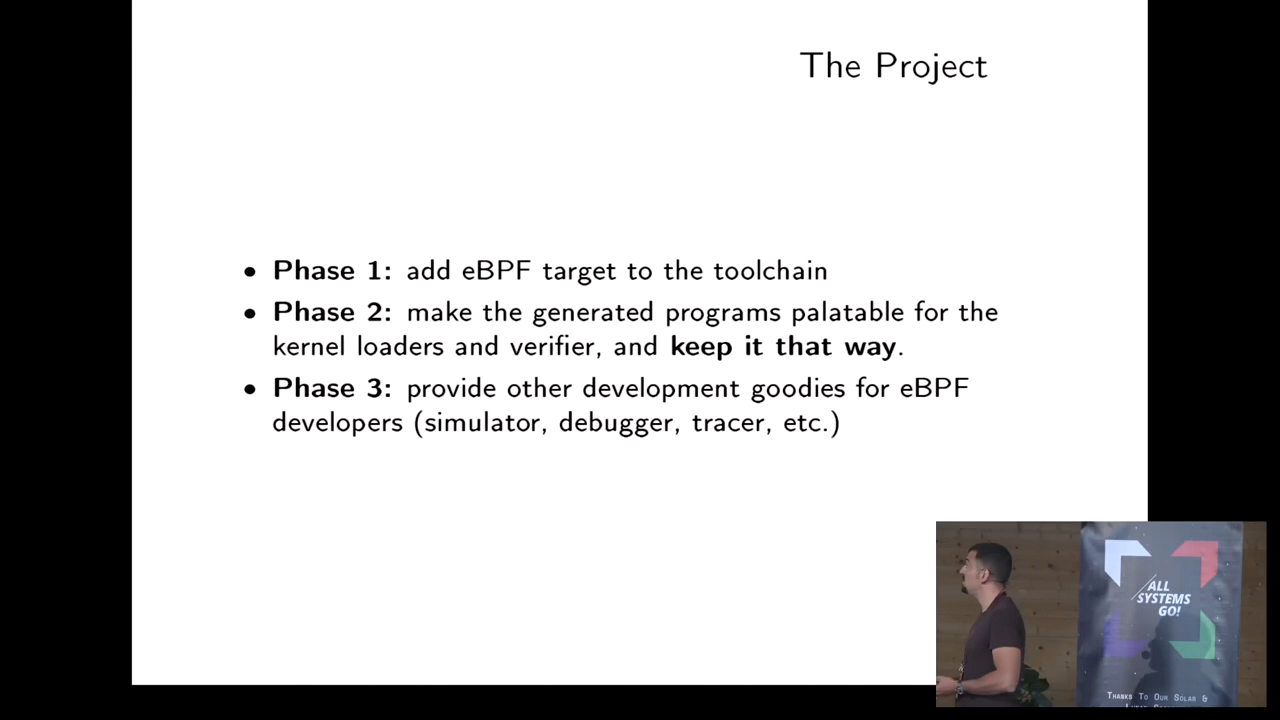 The Project
• Phase 1: add eBPF target to the toolchain
• Phase 2: make the generated programs palatable for the
kernel loaders and verifier, and keep it that way.
• Phase 3: provide other development goodies for eBPF
developers (simulator, debugger, tracer, etc.)
ALL
SYSTEMS
GO!
THANKS TO OUR SOLAR &